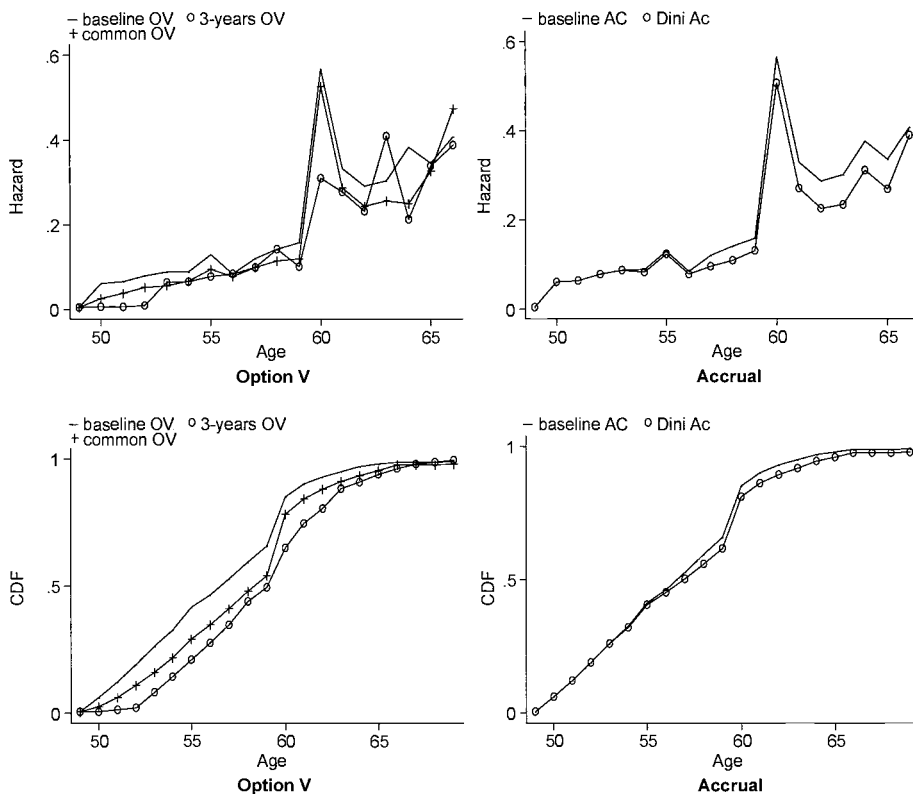 – baseline OV o 3-years OV
+ common OV
.6
.4
.2
0
Hazard
50 55 60 65
Age
Option V
– baseline AC o Dini Ac
.6
.4
.2
0
Hazard
50 55 60 65
Age
Accrual
– baseline OV o 3-years OV
+ common OV
1
.5
0
CDF
50 55 60 65
Age
Option V
– baseline AC o Dini Ac
1
.5
0
CDF
50 55 60 65
Age
Accrual